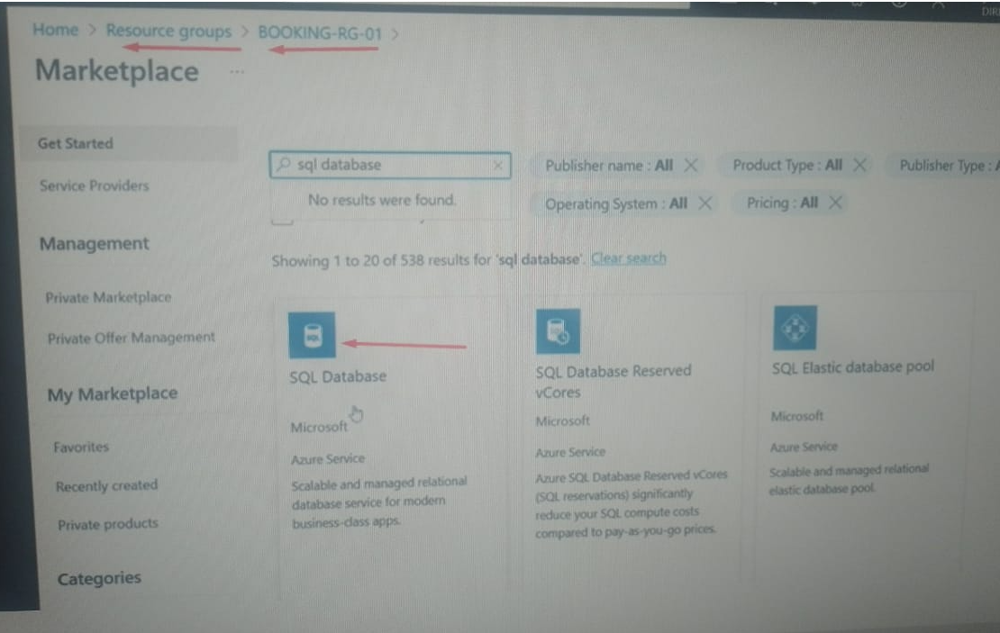 Home > Resource groups > BOOKING-RG-01 >
Marketplace ...
Get Started
Service Providers
Management
Private Marketplace
Private Offer Management
My Marketplace
Favorites
Recently created
Private products
Categories
sql database
No results were found.
Publisher name : All
Product Type : All
Publisher Type :
Operating System : All
Pricing : All
Showing 1 to 20 of 538 results for 'sql database'. Clear search
SQL Database
Microsoft
Azure Service
Scalable and managed relational
database service for modern
business-class apps.
SQL Database Reserved
vCores
Microsoft
Azure Service
Azure SQL Database Reserved vCores
(SQL reservations) significantly
reduce your SQL compute costs
compared to pay-as-you-go prices.
SQL Elastic database pool
Microsoft
Azure Service
Scalable and managed relational
elastic database pool.